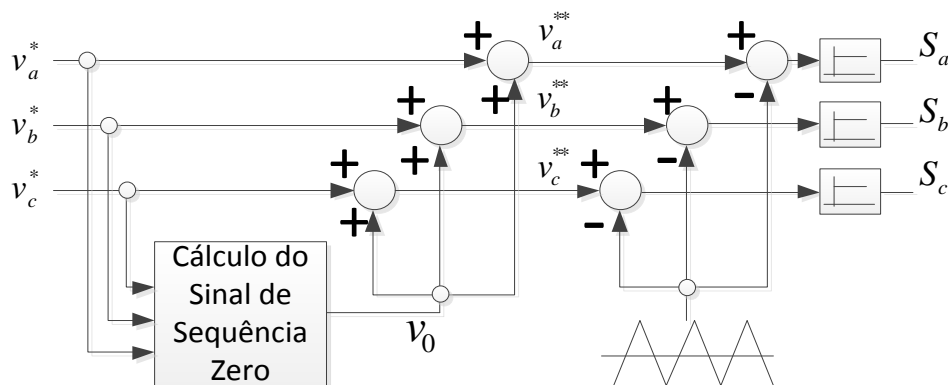 v_a^* + v_a^{**} + S_a
+ -
v_b^* + v_b^{**} + S_b
+ -
v_c^* + v_c^{**} + S_c
+ -
Cálculo do
Sinal de
Sequência
Zero
v_0